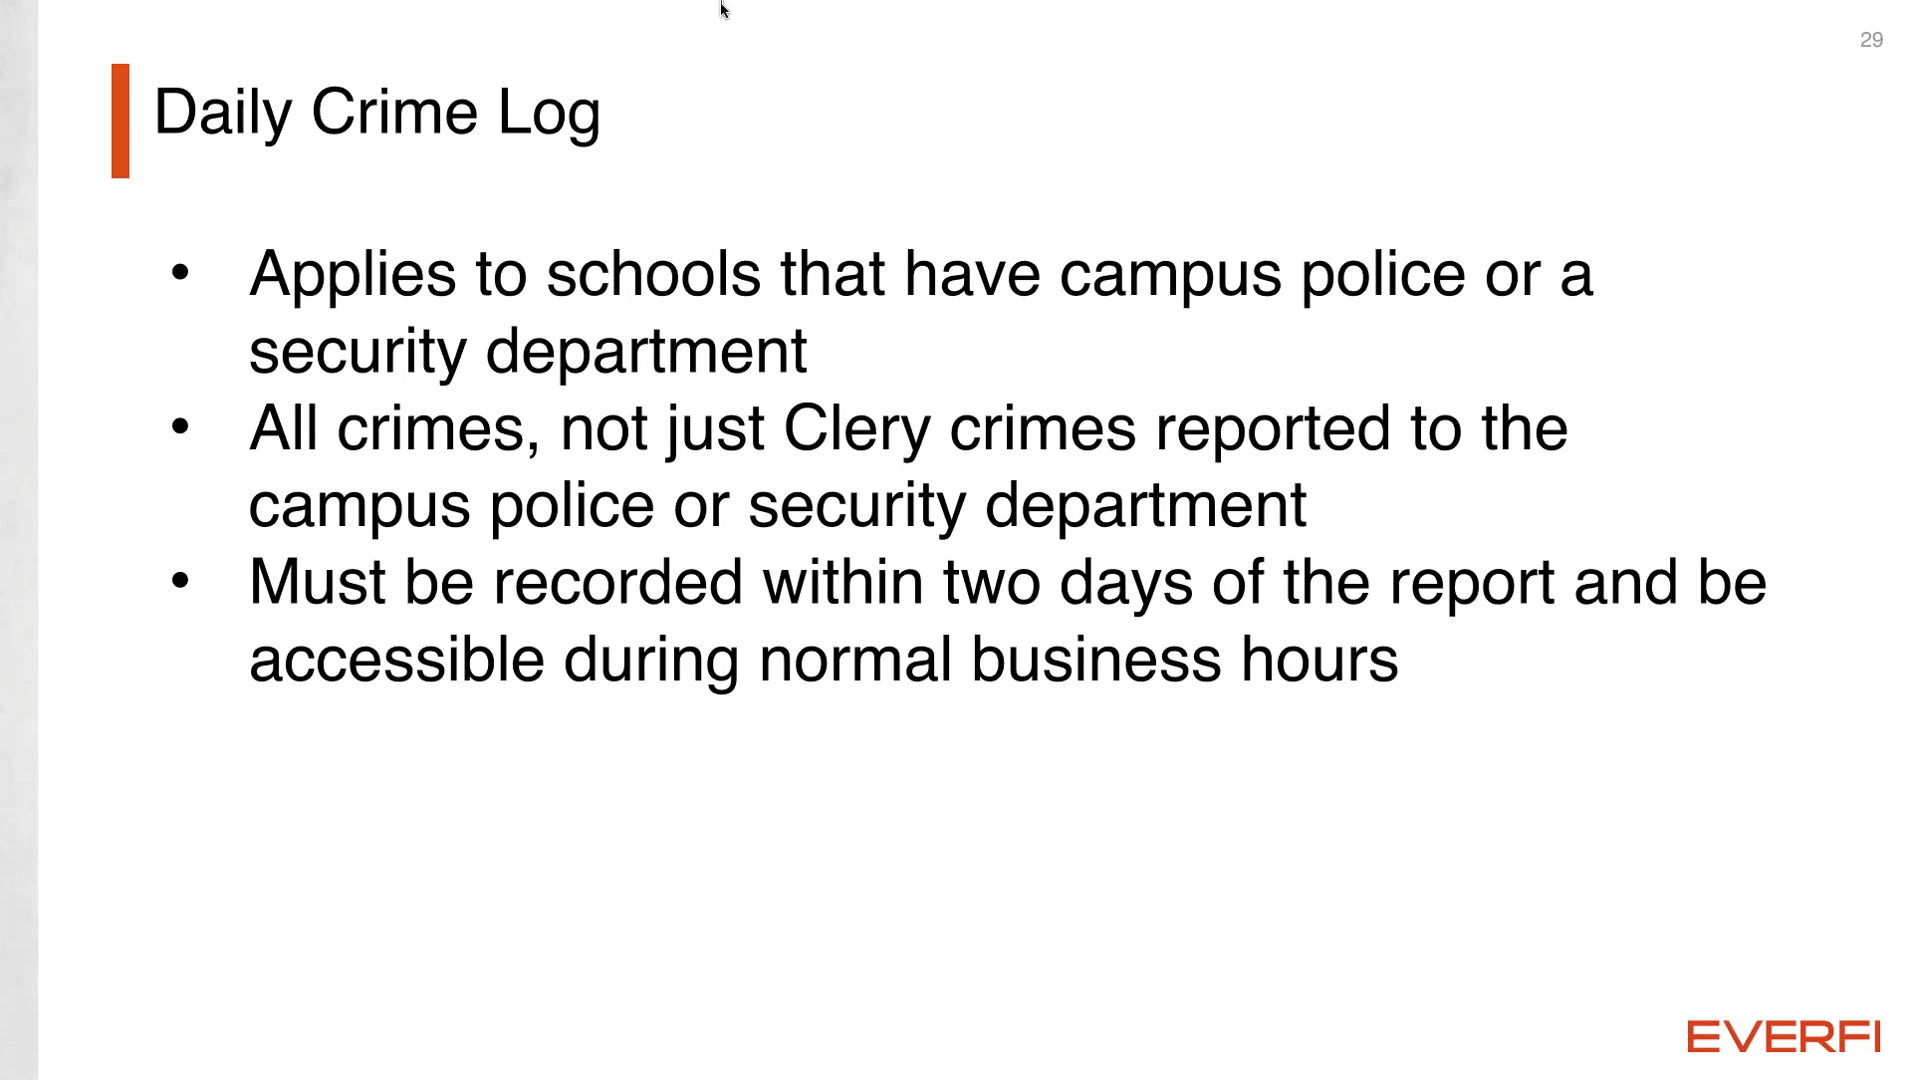 29
Daily Crime Log
• Applies to schools that have campus police or a
security department
• All crimes, not just Clery crimes reported to the
campus police or security department
• Must be recorded within two days of the report and be
accessible during normal business hours
EVERFI